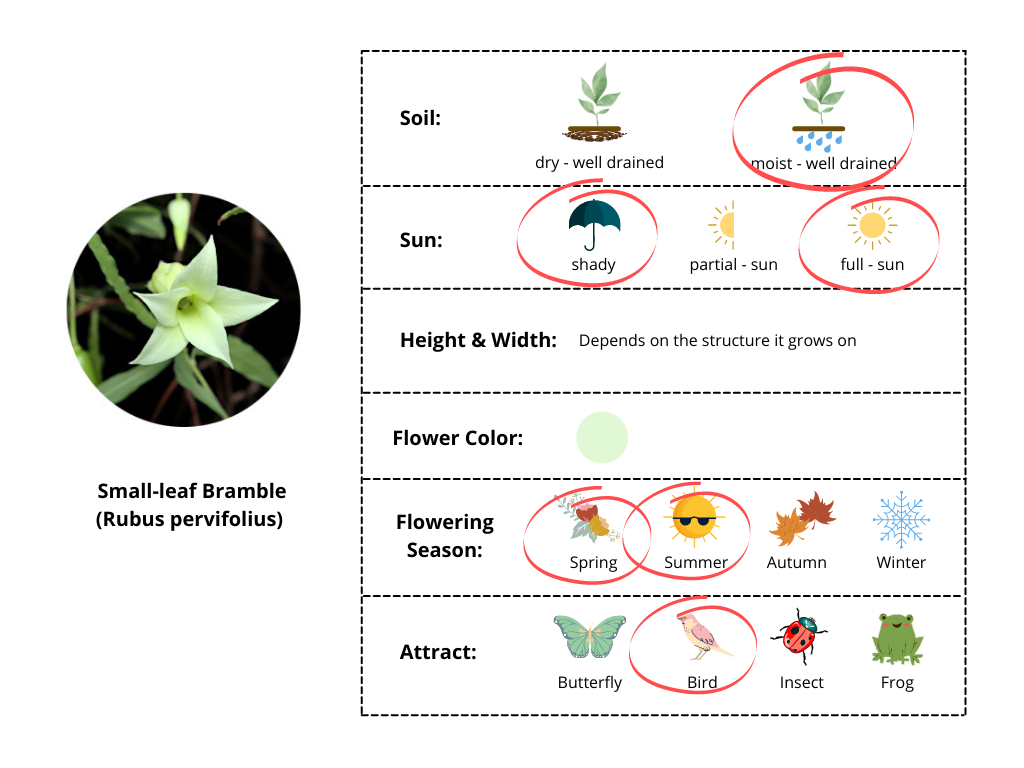 Small-leaf Bramble
(Rubus pervifolius)
Soil:
dry - well drained
moist - well drained
Sun:
shady
partial - sun
full - sun
Height & Width:
Depends on the structure it grows on
Flower Color:
Flowering
Season:
Spring
Summer
Autumn
Winter
Attract:
Butterfly
Bird
Insect
Frog